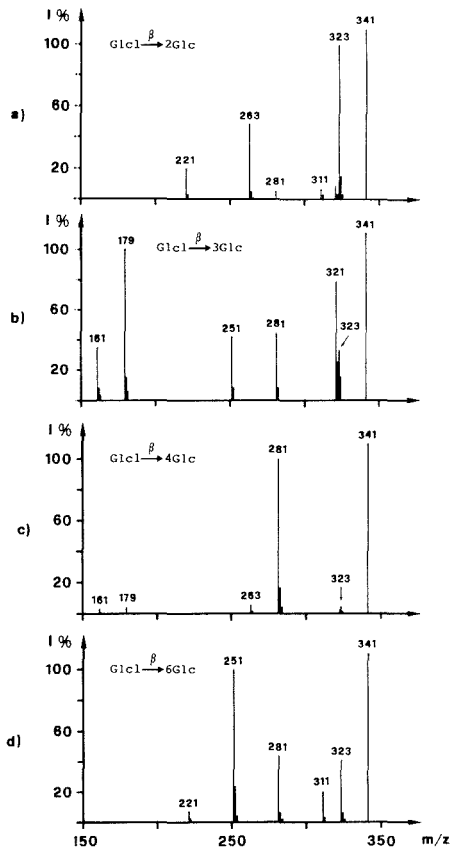 I %
341
β
Glc1→2Glc
323
100
60
20
263
221
281
311
a)
I %
341
β
Glc1→3Glc
179
100
60
20
321
323
251
281
161
b)
I %
341
β
Glc1→4Glc
281
100
60
20
161
179
263
323
c)
I %
341
β
Glc1→6Glc
251
100
60
20
281
323
311
221
d)
150
250
350
m/z